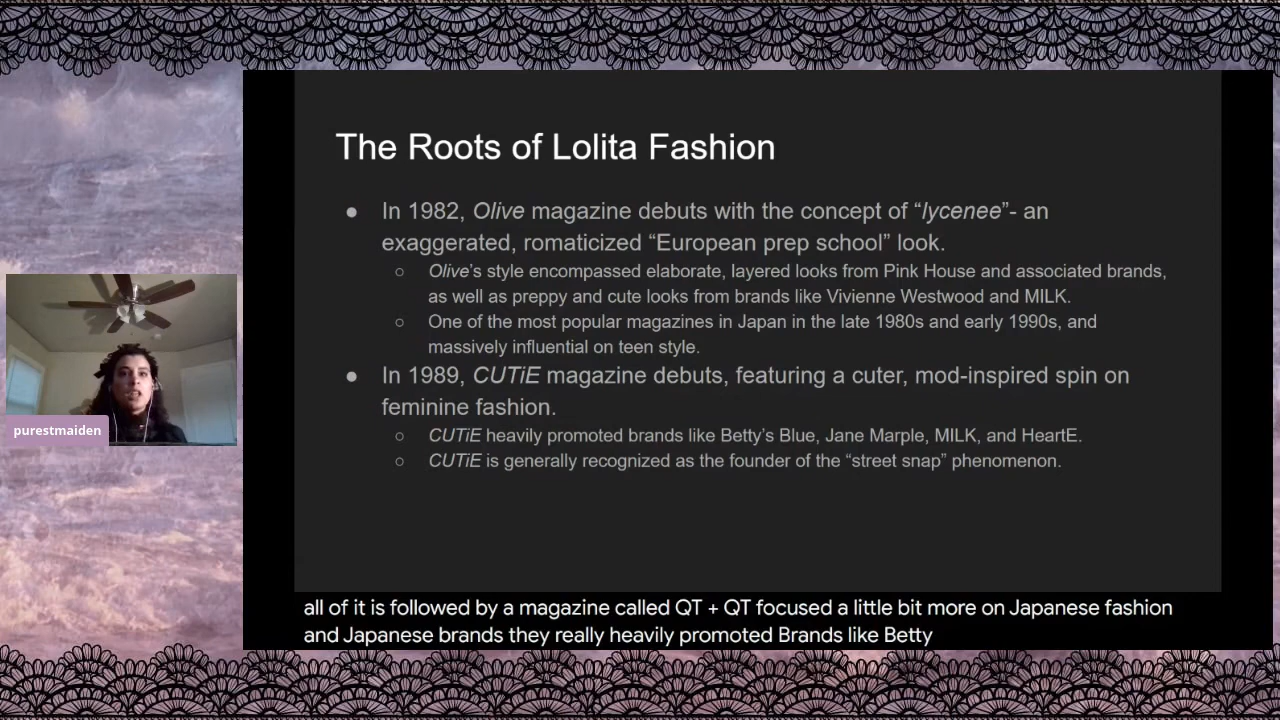 The Roots of Lolita Fashion
● In 1982, Olive magazine debuts with the concept of “lycenee”- an
exaggerated, romaticized “European prep school” look.
○ Olive’s style encompassed elaborate, layered looks from Pink House and associated brands,
as well as preppy and cute looks from brands like Vivienne Westwood and MILK.
○ One of the most popular magazines in Japan in the late 1980s and early 1990s, and
massively influential on teen style.
● In 1989, CUTiE magazine debuts, featuring a cuter, mod-inspired spin on
feminine fashion.
○ CUTiE heavily promoted brands like Betty’s Blue, Jane Marple, MILK, and HeartE.
○ CUTiE is generally recognized as the founder of the “street snap” phenomenon.
purestmaiden
all of it is followed by a magazine called QT + QT focused a little bit more on Japanese fashion
and Japanese brands they really heavily promoted Brands like Betty